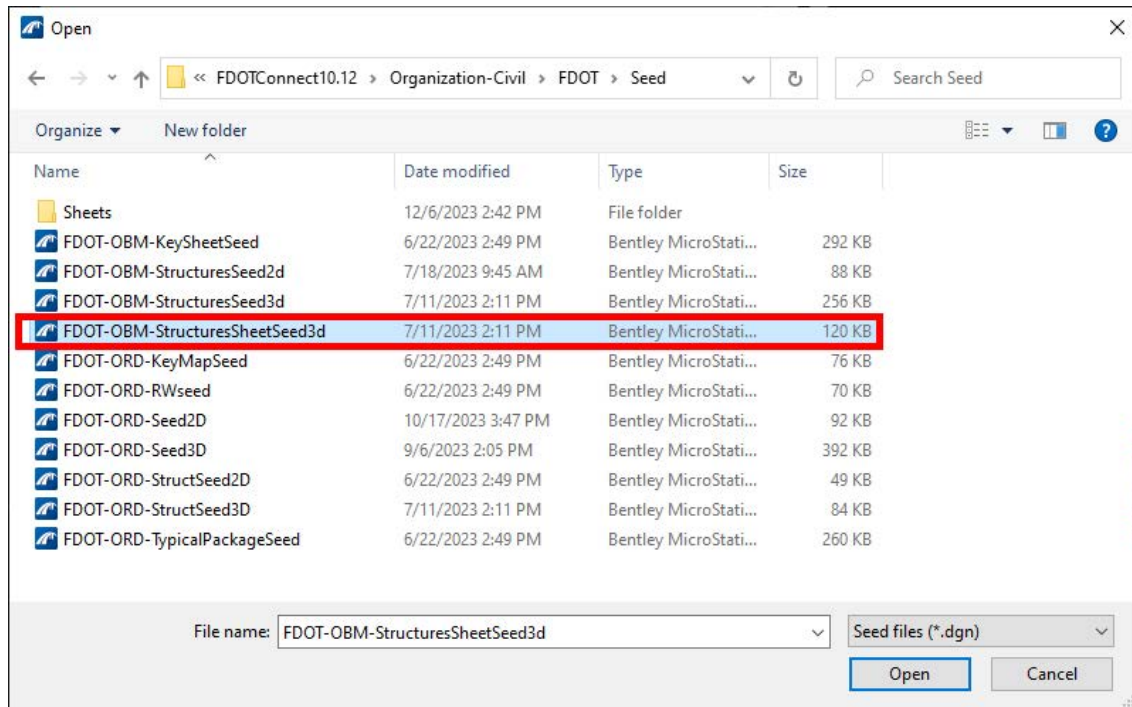 Open
« FDOTConnect10.12 › Organization-Civil › FDOT › Seed Search Seed
Organize New folder
Name Date modified Type Size
Sheets 12/6/2023 2:42 PM File folder
FDOT-OBM-KeySheetSeed 6/22/2023 2:49 PM Bentley MicroStati... 292 KB
FDOT-OBM-StructuresSeed2d 7/18/2023 9:45 AM Bentley MicroStati... 88 KB
FDOT-OBM-StructuresSeed3d 7/11/2023 2:11 PM Bentley MicroStati... 256 KB
FDOT-OBM-StructuresSheetSeed3d 7/11/2023 2:11 PM Bentley MicroStati... 120 KB
FDOT-ORD-KeyMapSeed 6/22/2023 2:49 PM Bentley MicroStati... 76 KB
FDOT-ORD-RWseed 6/22/2023 2:49 PM Bentley MicroStati... 70 KB
FDOT-ORD-Seed2D 10/17/2023 3:47 PM Bentley MicroStati... 92 KB
FDOT-ORD-Seed3D 9/6/2023 2:05 PM Bentley MicroStati... 392 KB
FDOT-ORD-StructSeed2D 6/22/2023 2:49 PM Bentley MicroStati... 49 KB
FDOT-ORD-StructSeed3D 7/11/2023 2:11 PM Bentley MicroStati... 84 KB
FDOT-ORD-TypicalPackageSeed 6/22/2023 2:49 PM Bentley MicroStati... 260 KB
File name: FDOT-OBM-StructuresSheetSeed3d Seed files (*.dgn)
Open Cancel